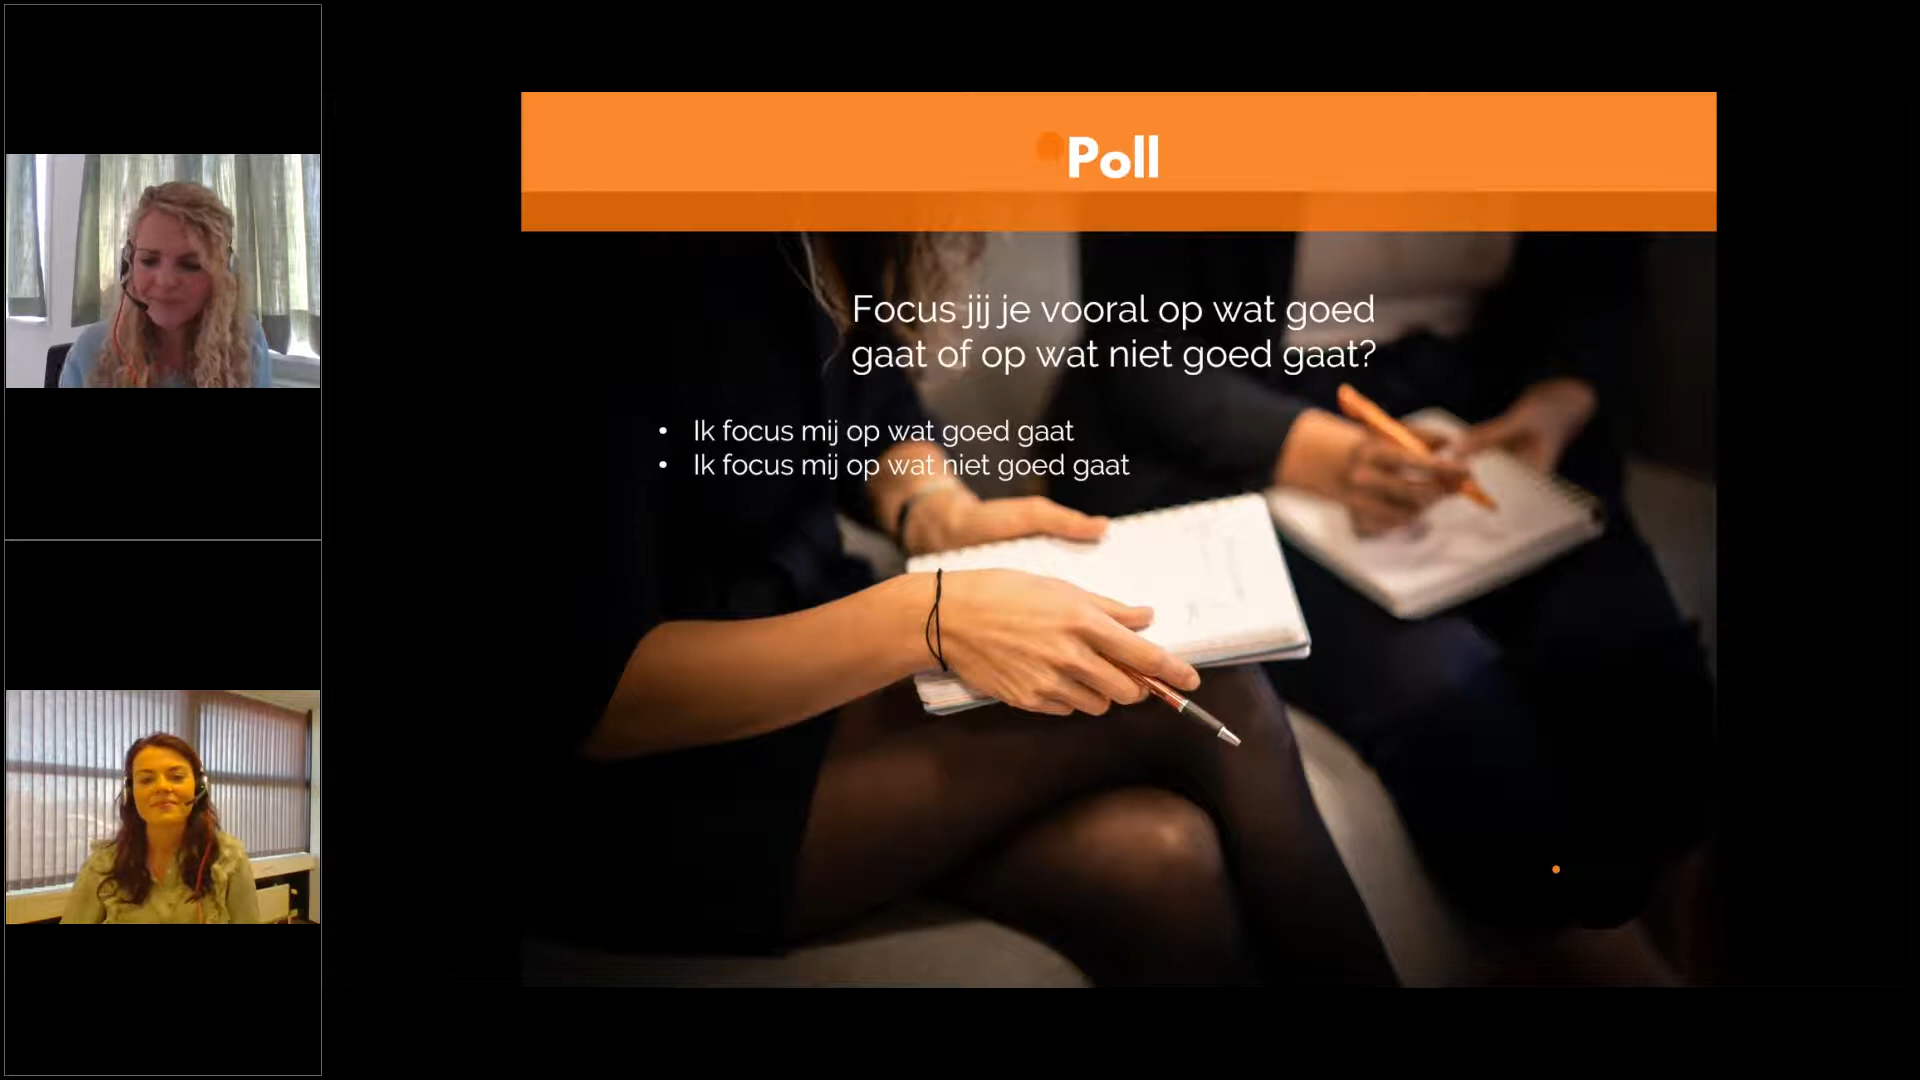 Poll
Focus jij je vooral op wat goed
gaat of op wat niet goed gaat?
• Ik focus mij op wat goed gaat
• Ik focus mij op wat niet goed gaat